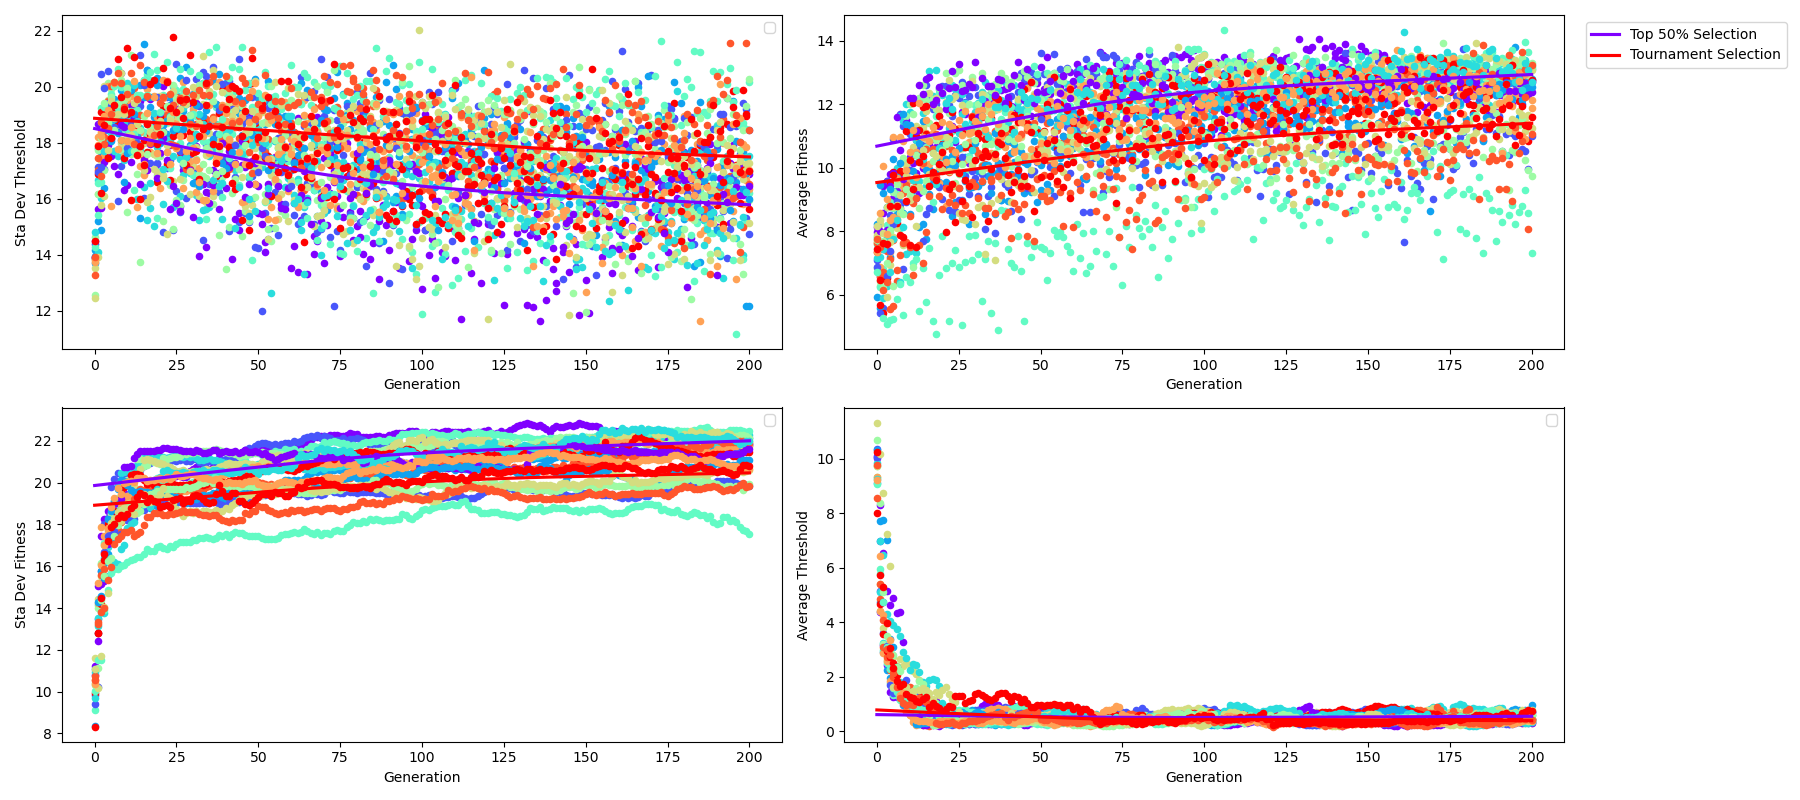 22
20
18
16
14
12
Sta Dev Threshold
0 25 50 75 100 125 150 175 200
Generation
14
12
10
8
6
Average Fitness
0 25 50 75 100 125 150 175 200
Generation
Top 50% Selection
Tournament Selection
22
20
18
16
14
12
10
8
Sta Dev Fitness
0 25 50 75 100 125 150 175 200
Generation
10
8
6
4
2
0
Average Threshold
0 25 50 75 100 125 150 175 200
Generation